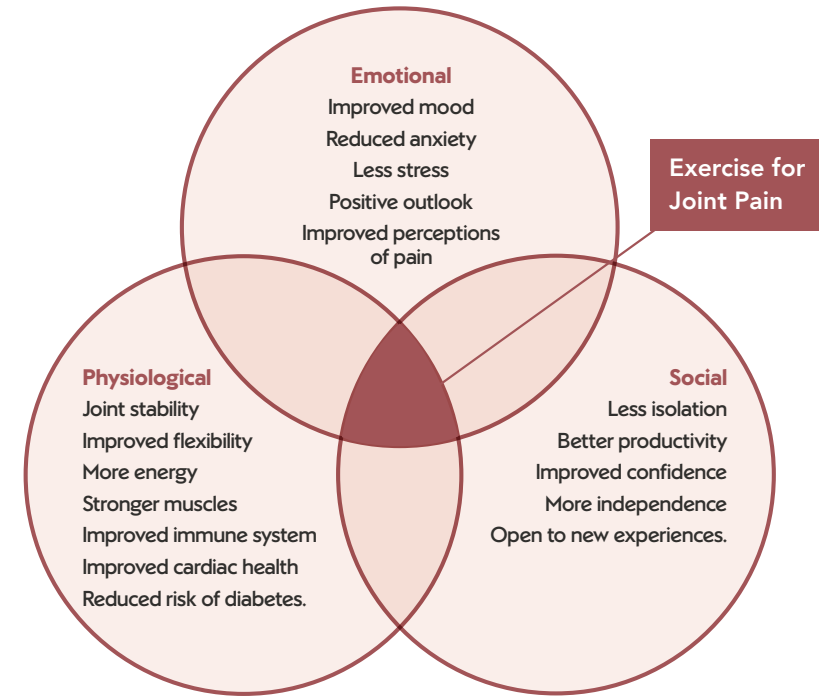 Emotional
Improved mood
Reduced anxiety
Less stress
Positive outlook
Improved perceptions
of pain
Exercise for
Joint Pain
Physiological
Joint stability
Improved flexibility
More energy
Stronger muscles
Improved immune system
Improved cardiac health
Reduced risk of diabetes.
Social
Less isolation
Better productivity
Improved confidence
More independence
Open to new experiences.